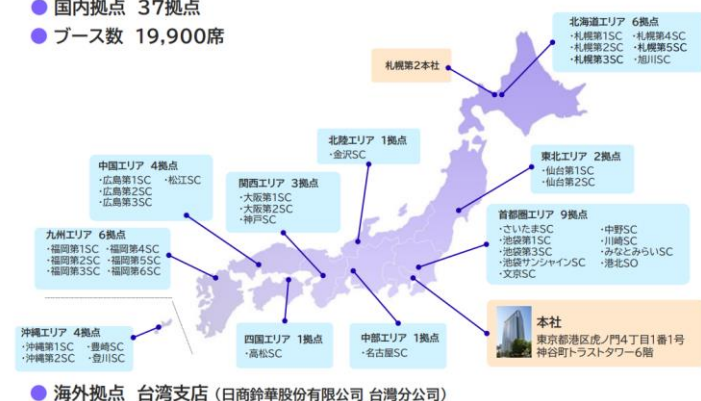 ● 国内拠点 37拠点
● ブース数 19,900席
北海道エリア 6拠点
・札幌第1SC ・札幌第4SC
・札幌第2SC ・札幌第5SC
・札幌第3SC ・旭川SC
札幌第2本社
北陸エリア 1拠点
・金沢SC
東北エリア 2拠点
・仙台第1SC
・仙台第2SC
中国エリア 4拠点
・広島第1SC ・松江SC
・広島第2SC
・広島第3SC
関西エリア 3拠点
・大阪第1SC
・大阪第2SC
・神戸SC
首都圏エリア 9拠点
・さいたまSC ・中野SC
・池袋第1SC ・川崎SC
・池袋第3SC ・みなとみらいSC
・池袋サンシャインSC ・港北SO
・文京SC
九州エリア 6拠点
・福岡第1SC ・福岡第4SC
・福岡第2SC ・福岡第5SC
・福岡第3SC ・福岡第6SC
沖縄エリア 4拠点
・沖縄第1SC ・豊崎SC
・沖縄第2SC ・登川SC
四国エリア 1拠点
・高松SC
中部エリア 1拠点
・名古屋SC
本社
東京都港区虎ノ門4丁目1番1号
神谷町トラストタワー6階
● 海外拠点 台湾支店（日商鈴華股份有限公司 台灣分公司）